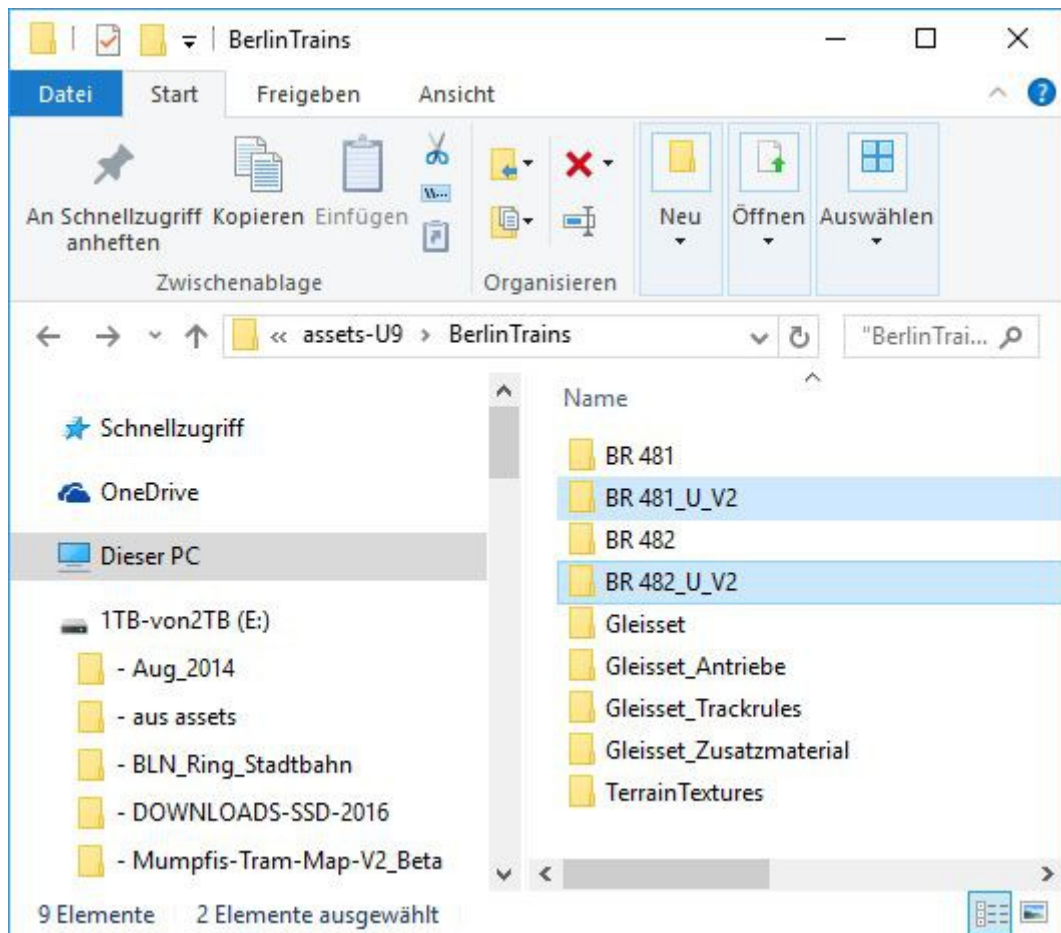 BerlinTrains
Datei Start Freigeben Ansicht
An Schnellzugriff anheften
Kopieren
Einfügen
Neu
Öffnen
Auswählen
Zwischenablage
Organisieren
« assets-U9 › BerlinTrains
"BerlinTrai...
Schnellzugriff
OneDrive
Dieser PC
1TB-von2TB (E:)
- Aug_2014
- aus assets
- BLN_Ring_Stadtbahn
- DOWNLOADS-SSD-2016
- Mumpfis-Tram-Map-V2_Beta
Name
BR 481
BR 481_U_V2
BR 482
BR 482_U_V2
Gleisset
Gleisset_Antriebe
Gleisset_Trackrules
Gleisset_Zusatzmaterial
TerrainTextures
9 Elemente 2 Elemente ausgewählt